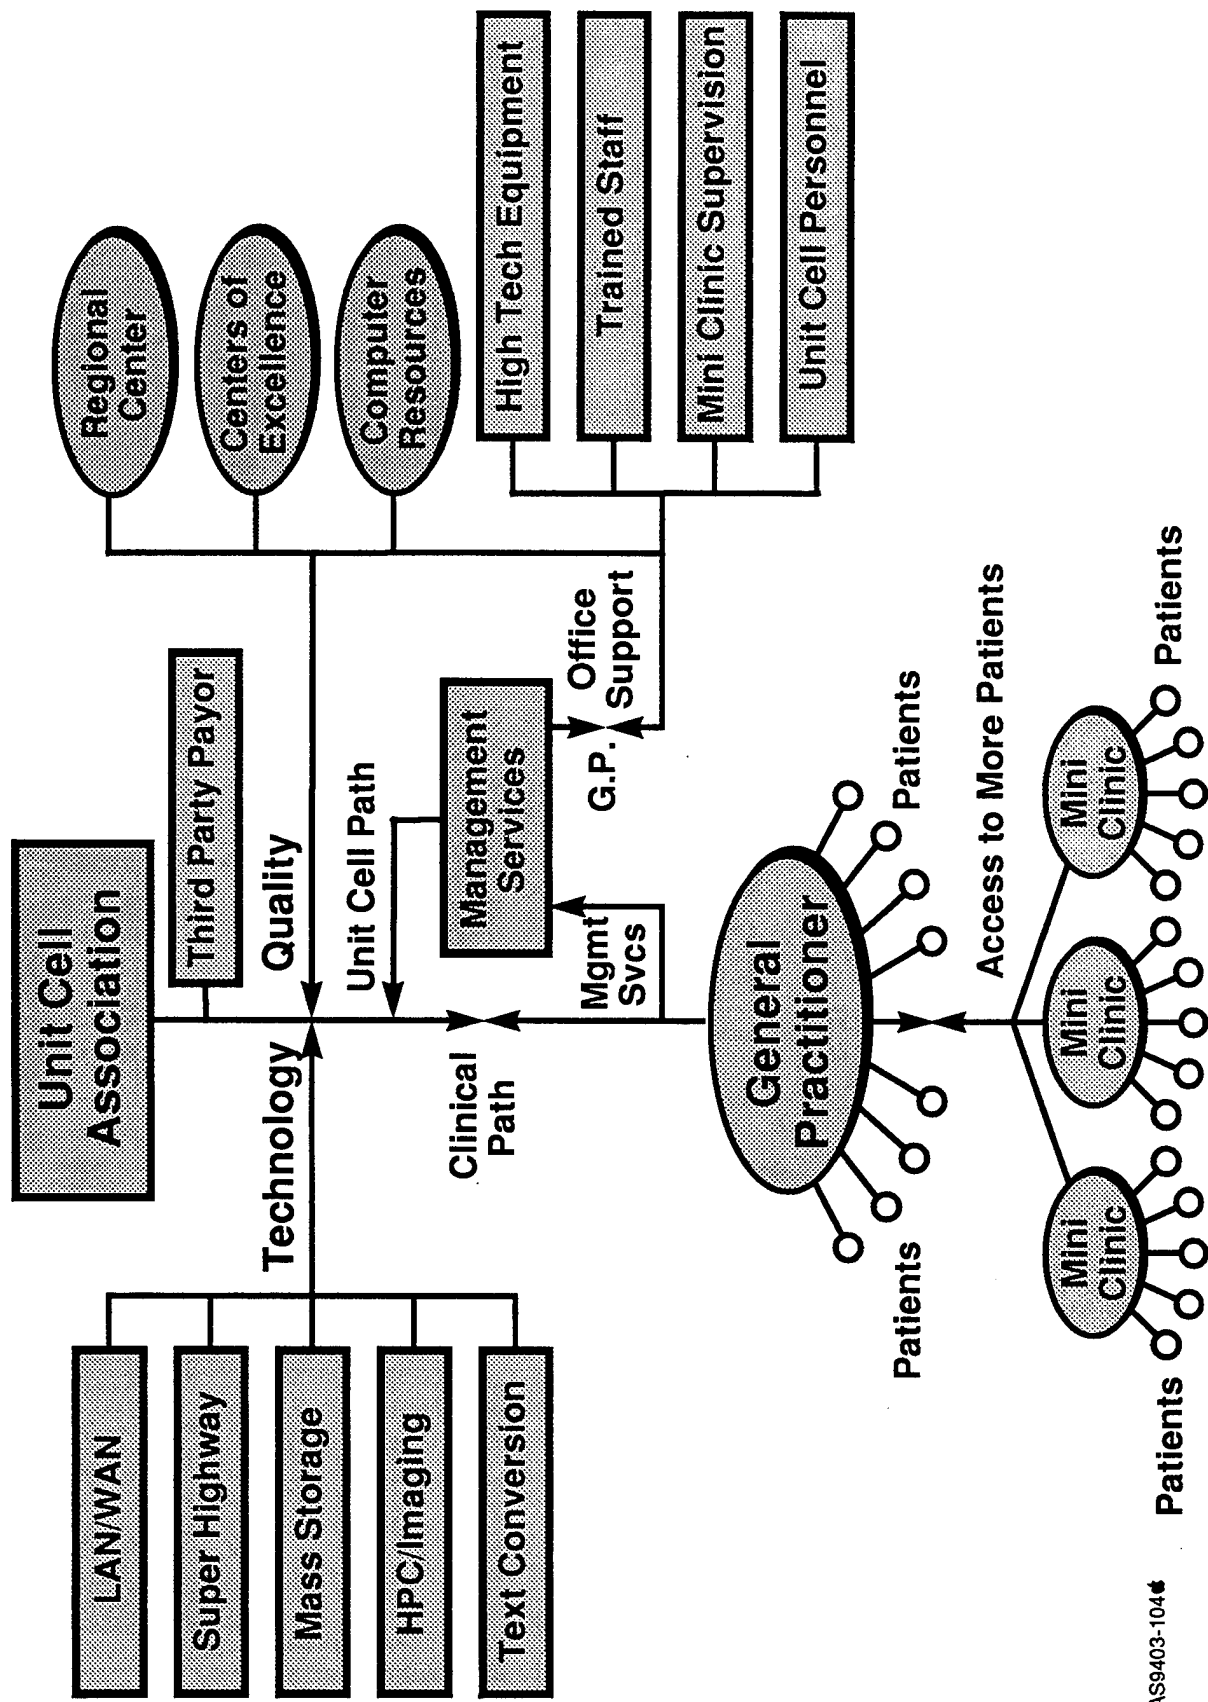 Unit Cell
Association
Third Party Payor
Technology
Quality
LAN/WAN
Super Highway
Mass Storage
HPC/Imaging
Text Conversion
Regional
Center
Centers of
Excellence
Computer
Resources
Unit Cell Path
Clinical
Path
Management
Services
Mgmt
Svcs
G.P.
Office
Support
High Tech Equipment
Trained Staff
Mini Clinic Supervision
Unit Cell Personnel
General
Practitioner
Patients
Patients
Access to More Patients
Mini
Clinic
Mini
Clinic
Mini
Clinic
Patients
Patients
AS9403-104